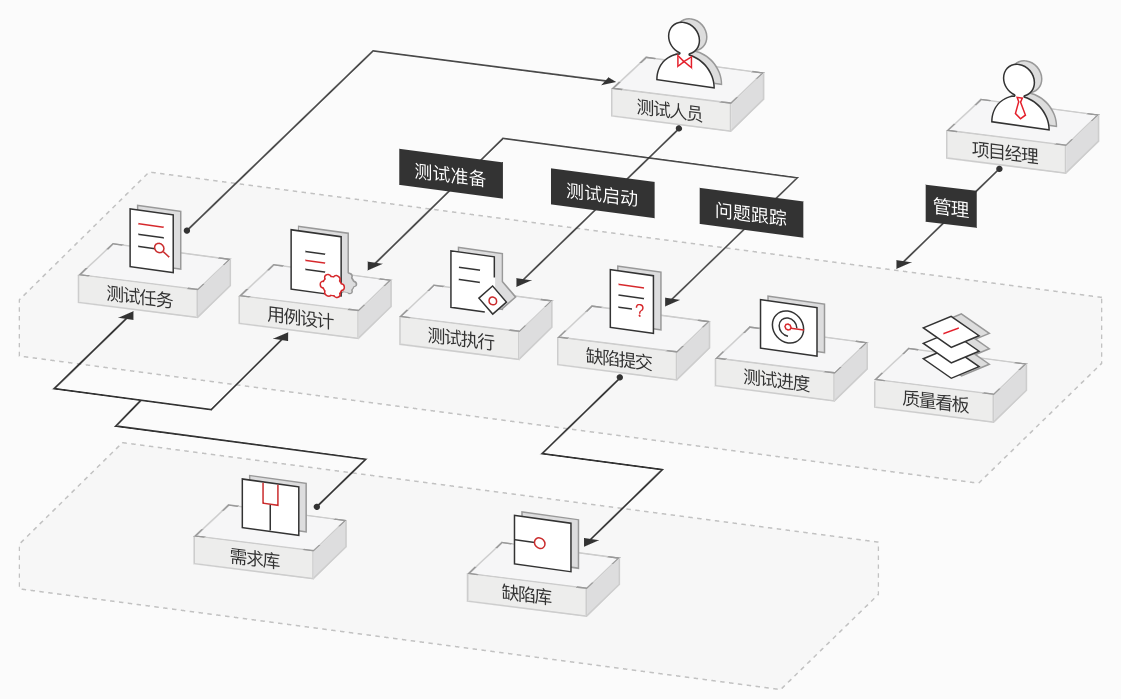 测试人员
项目经理
测试准备
测试启动
问题跟踪
管理
测试任务
用例设计
测试执行
缺陷提交
?
测试进度
质量看板
需求库
缺陷库